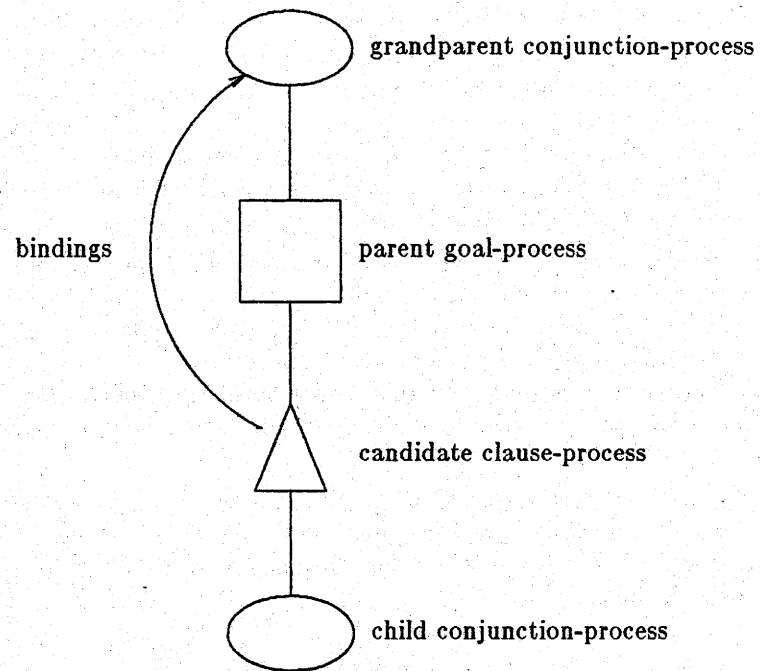 grandparent conjunction-process
bindings
parent goal-process
candidate clause-process
child conjunction-process